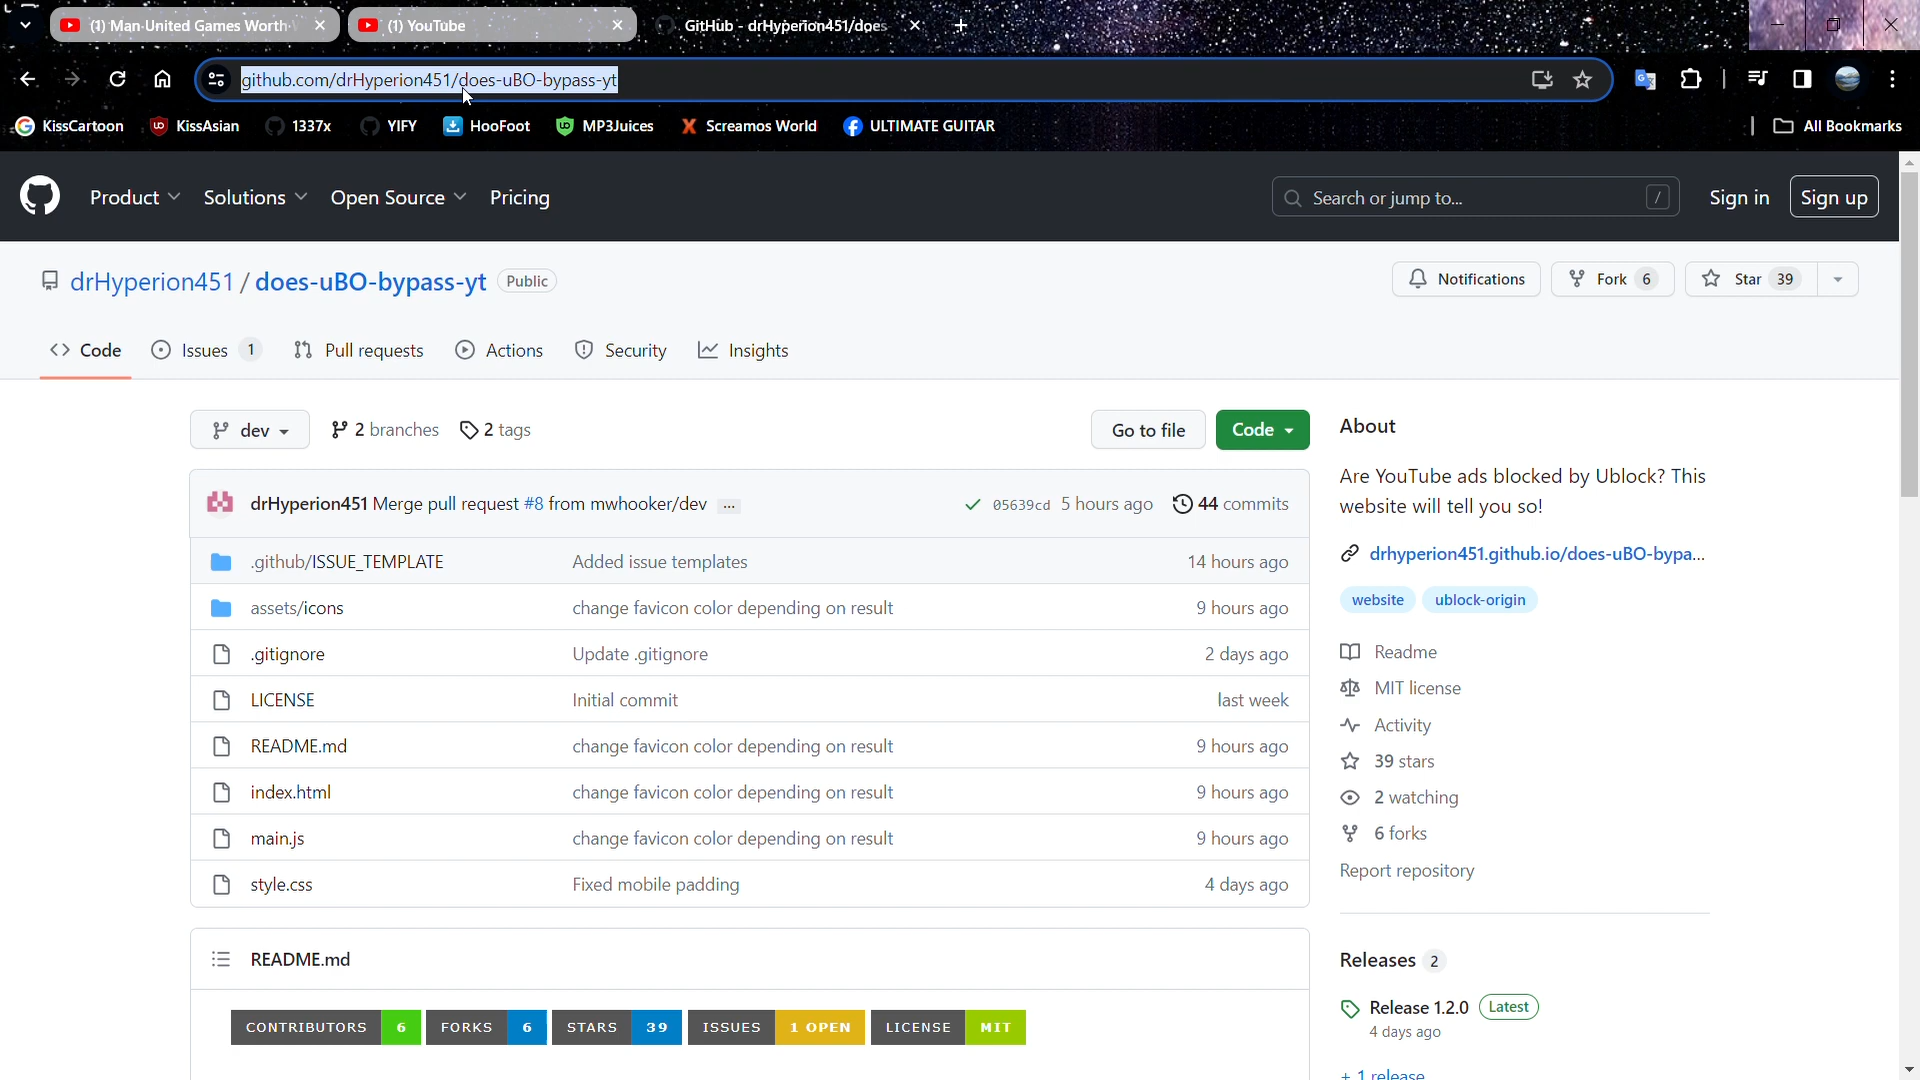 (1) Man-United Games Worth
(1) YouTube
GitHub - drHyperion451/does
github.com/drHyperion451/does-uBO-bypass-yt
KissCartoon
KissAsian
1337x
YIFY
HooFoot
MP3Juices
Screamos World
ULTIMATE GUITAR
All Bookmarks
Product
Solutions
Open Source
Pricing
Search or jump to...
/
Sign in
Sign up
drHyperion451 / does-uBO-bypass-yt
Public
Notifications
Fork 6
Star 39
Code
Issues 1
Pull requests
Actions
Security
Insights
dev
2 branches
2 tags
Go to file
Code
drHyperion451 Merge pull request #8 from mwhooker/dev ...
05639cd 5 hours ago
44 commits
.github/ISSUE_TEMPLATE Added issue templates 14 hours ago
assets/icons change favicon color depending on result 9 hours ago
.gitignore Update .gitignore 2 days ago
LICENSE Initial commit last week
README.md change favicon color depending on result 9 hours ago
index.html change favicon color depending on result 9 hours ago
main.js change favicon color depending on result 9 hours ago
style.css Fixed mobile padding 4 days ago
README.md
CONTRIBUTORS 6
FORKS 6
STARS 39
ISSUES 1 OPEN
LICENSE MIT
About
Are YouTube ads blocked by Ublock? This
website will tell you so!
drhyperion451.github.io/does-uBO-bypa...
website
ublock-origin
Readme
MIT license
Activity
39 stars
2 watching
6 forks
Report repository
Releases 2
Release 1.2.0 Latest
4 days ago
+ 1 release